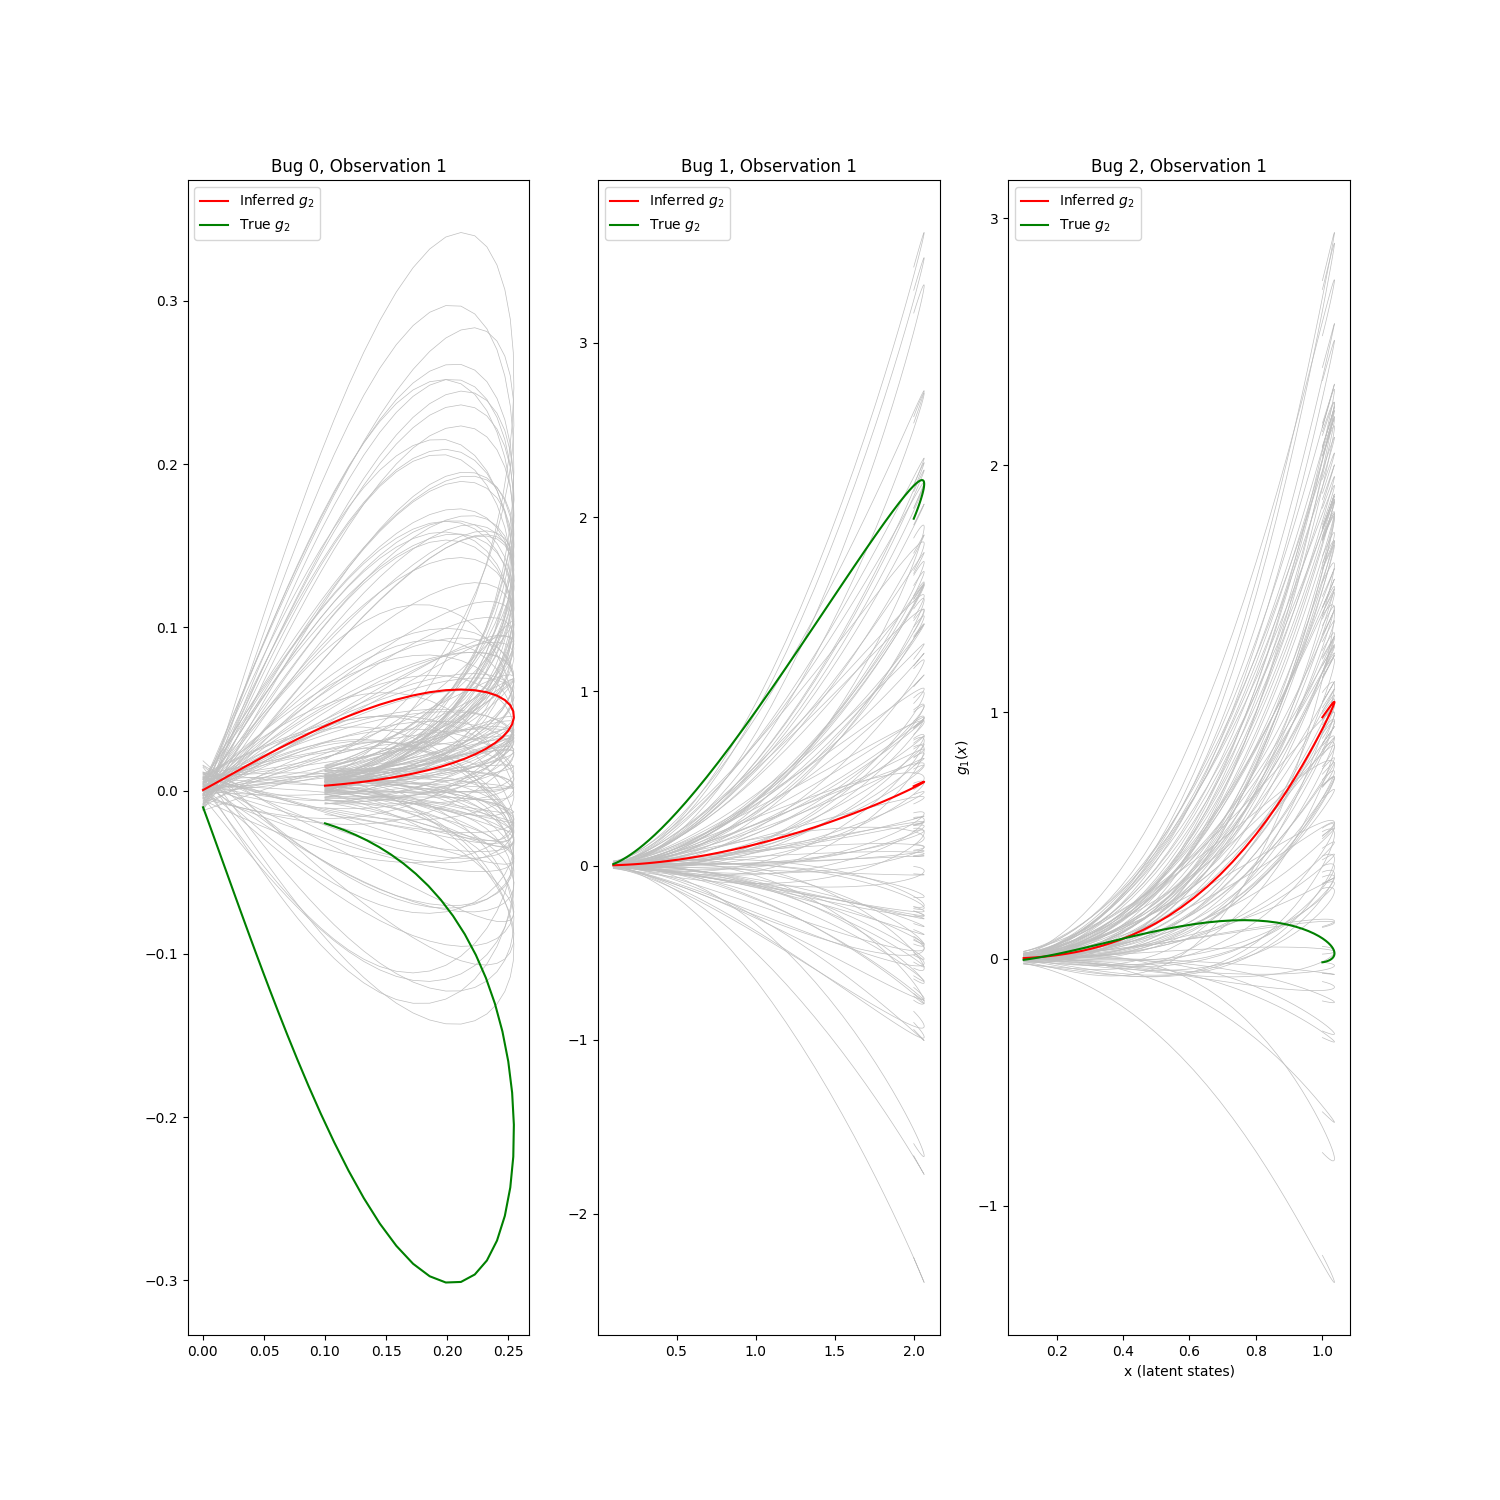 Bug 0, Observation 1
Inferred g₂
True g₂
0.3
0.2
0.1
0.0
−0.1
−0.2
−0.3
0.00 0.05 0.10 0.15 0.20 0.25
Bug 1, Observation 1
Inferred g₂
True g₂
3
2
1
0
−1
−2
0.5 1.0 1.5 2.0
Bug 2, Observation 1
Inferred g₂
True g₂
g₁(x)
3
2
1
0
−1
0.2 0.4 0.6 0.8 1.0
x (latent states)